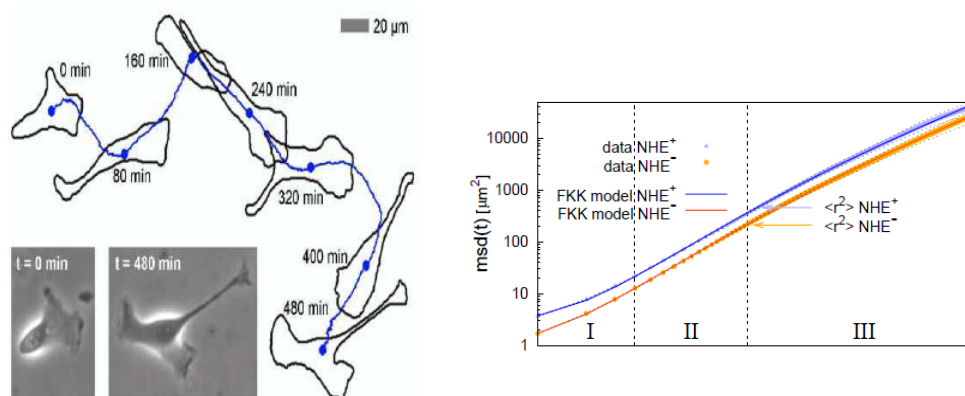 20 µm
0 min
160 min
240 min
80 min
320 min
400 min
480 min
t = 0 min
t = 480 min
msd(t) [µm²]
10000
1000
100
10
1
data NHE⁺
data NHE⁻
FKK model NHE⁺
FKK model NHE⁻
<r²> NHE⁺
<r²> NHE⁻
I
II
III